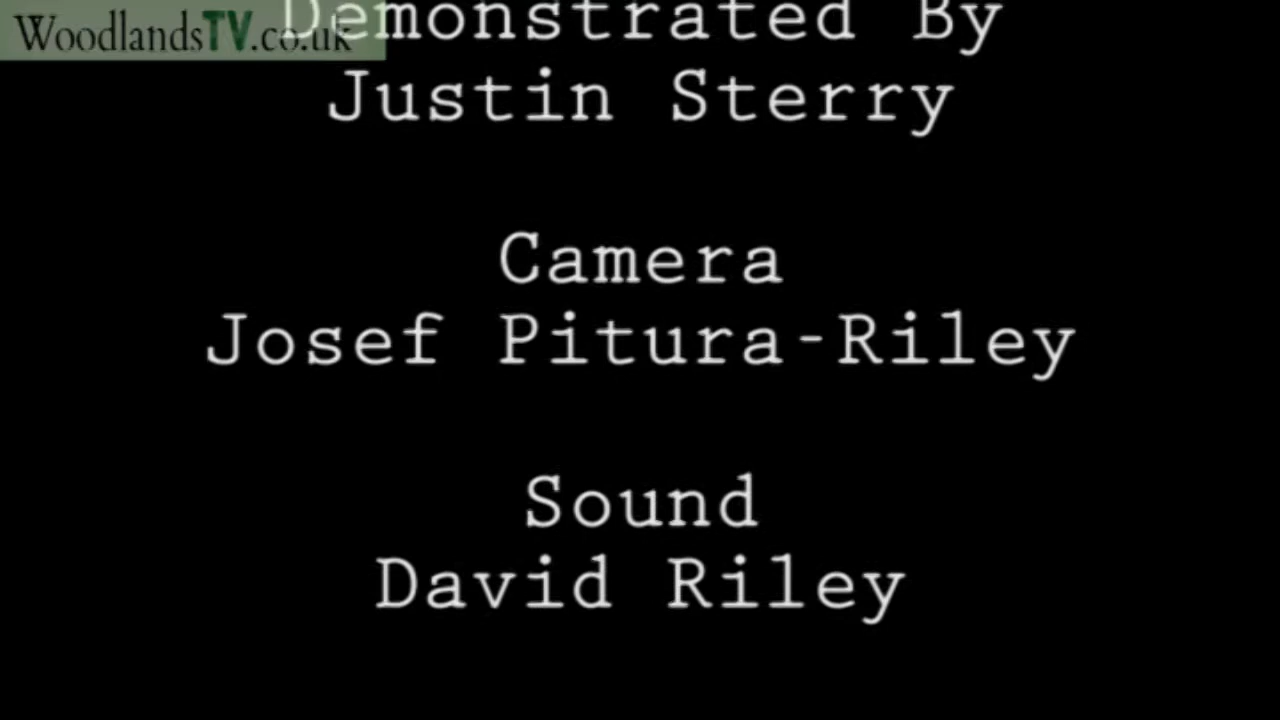 WoodlandsTV.co.uk
Demonstrated By
Justin Sterry
Camera
Josef Pitura-Riley
Sound
David Riley